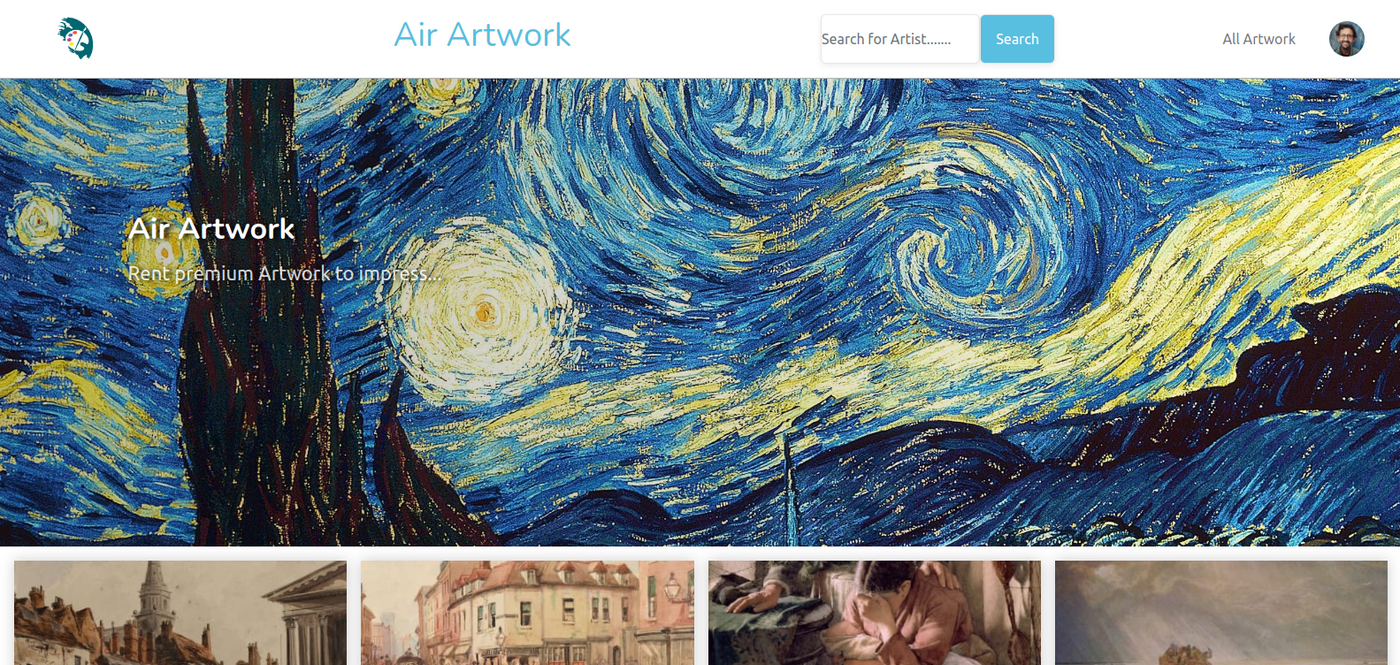 Air Artwork
Search for Artist.......
Search
All Artwork
Air Artwork
Rent premium Artwork to impress...